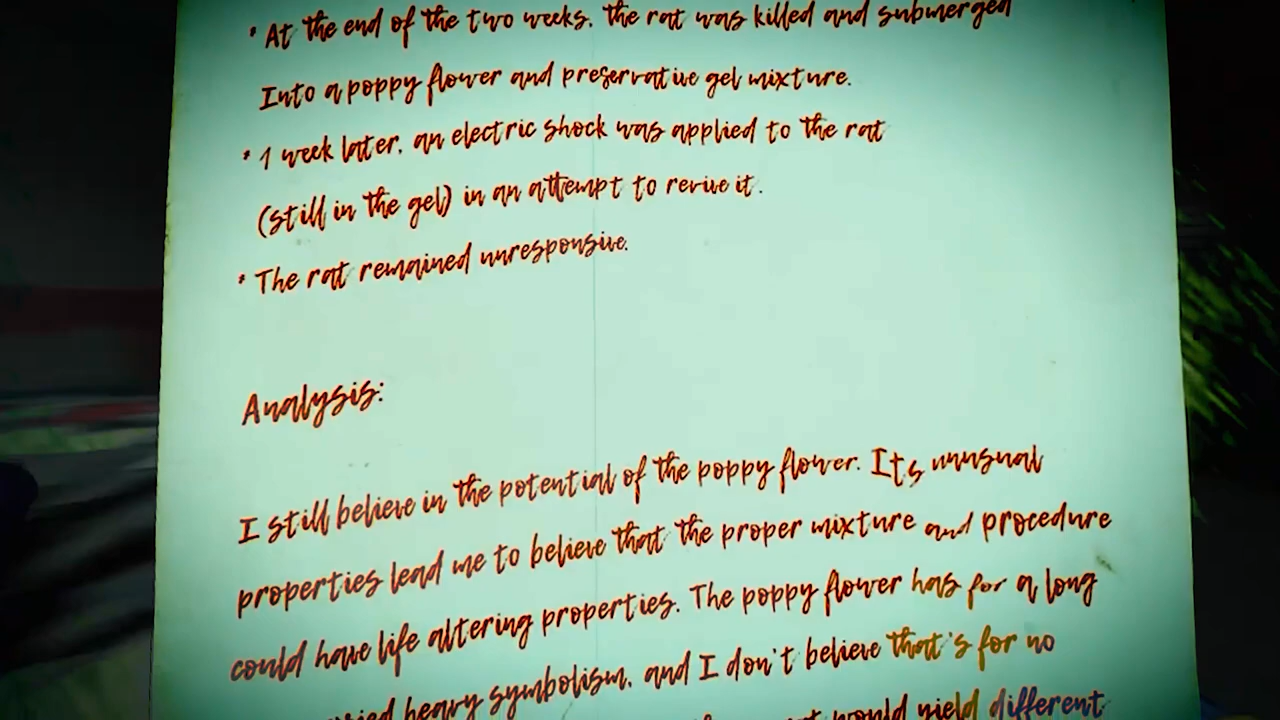 * At the end of the two weeks, the rat was killed and submerged
Into a poppy flower and preservative gel mixture.
* 1 week later, an electric shock was applied to the rat
(still in the gel) in an attempt to revive it.
* The rat remained unresponsive.
Analysis:
I still believe in the potential of the poppy flower. Its unusual
properties lead me to believe that the proper mixture and procedure
could have life altering properties. The poppy flower has for a long
heavy symbolism, and I don't believe that's for no
would yield different